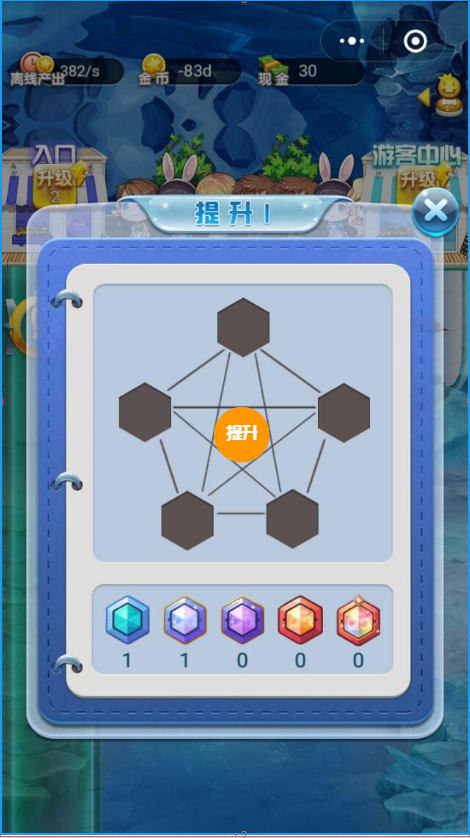 离线产出 382/s
金币 -83d
现金 30
入口
升级
2
游客中心
升级
提升
提升
1 1 0 0 0